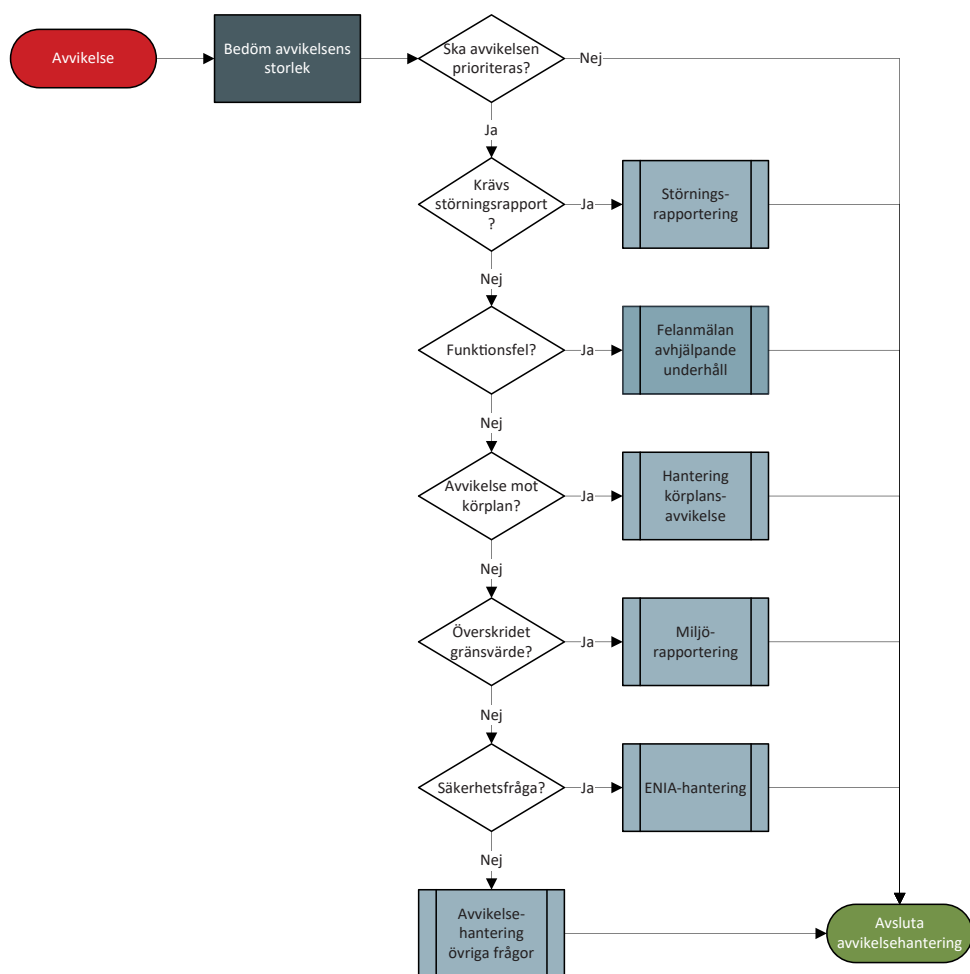 Avvikelse
Bedöm avvikelsens
storlek
Ska avvikelsen
prioriteras?
Nej
Ja
Krävs
störningsrapport
?
Ja
Störnings-
rapportering
Nej
Funktionsfel?
Ja
Felanmälan
avhjälpande
underhåll
Nej
Avvikelse mot
körplan?
Ja
Hantering
körplans-
avvikelse
Nej
Överskridet
gränsvärde?
Ja
Miljö-
rapportering
Nej
Säkerhetsfråga?
Ja
ENIA-hantering
Nej
Avvikelse-
hantering
övriga frågor
Avsluta
avvikelsehantering